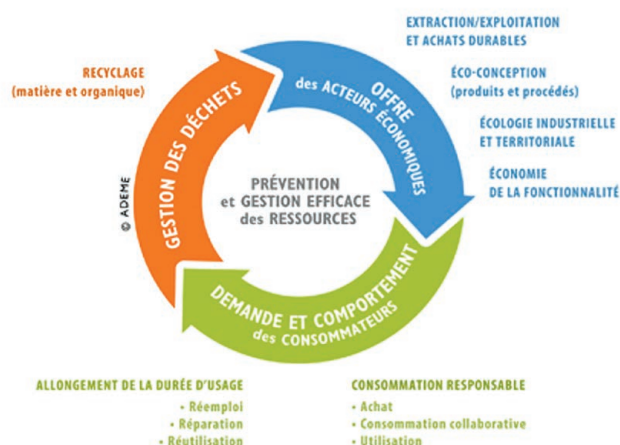 EXTRACTION/EXPLOITATION
ET ACHATS DURABLES
RECYCLAGE
(matière et organique)
ÉCO-CONCEPTION
(produits et procédés)
ÉCOLOGIE INDUSTRIELLE
ET TERRITORIALE
ÉCONOMIE
DE LA FONCTIONNALITÉ
OFFRE
des ACTEURS ÉCONOMIQUES
GESTION DES DÉCHETS
PRÉVENTION
et GESTION EFFICACE
des RESSOURCES
© ADEME
DEMANDE ET COMPORTEMENT
des CONSOMMATEURS
ALLONGEMENT DE LA DURÉE D'USAGE
• Réemploi
• Réparation
• Réutilisation
CONSOMMATION RESPONSABLE
• Achat
• Consommation collaborative
• Utilisation